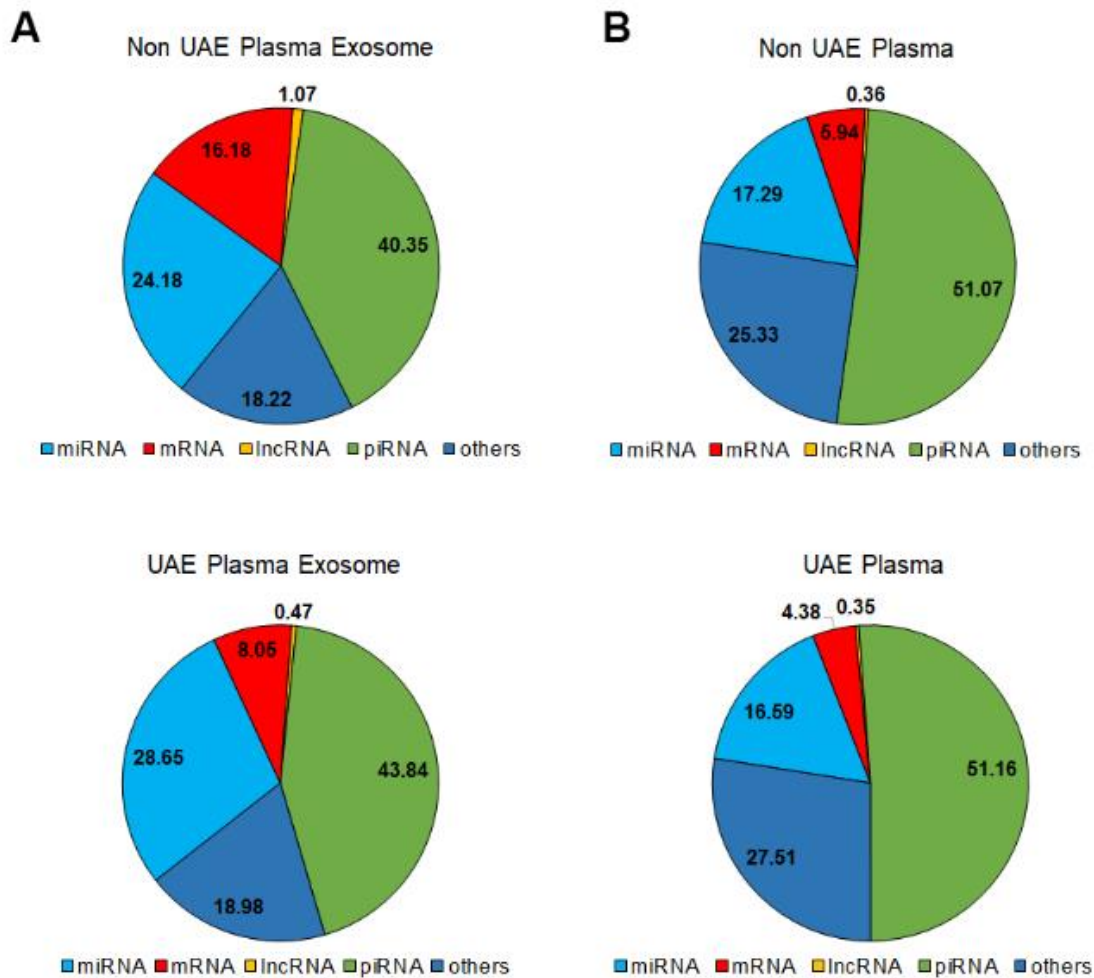 A
Non UAE Plasma Exosome
1.07
16.18
40.35
24.18
18.22
miRNA mRNA lncRNA piRNA others
B
Non UAE Plasma
0.36
5.94
17.29
51.07
25.33
miRNA mRNA lncRNA piRNA others
UAE Plasma Exosome
0.47
8.05
28.65
43.84
18.98
miRNA mRNA lncRNA piRNA others
UAE Plasma
4.38 0.35
16.59
51.16
27.51
miRNA mRNA lncRNA piRNA others